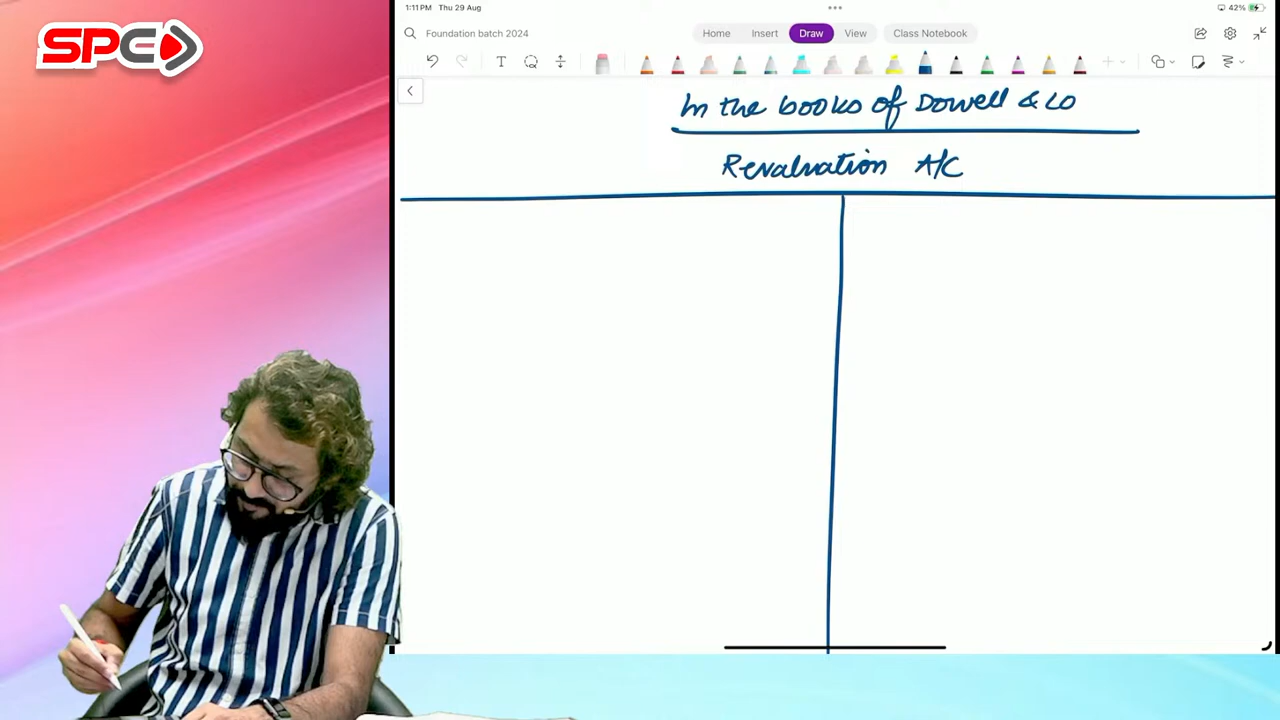 SPC
1:11 PM Thu 29 Aug
42%
Foundation batch 2024
Home Insert Draw View Class Notebook
T
In the books of Dowell & Co
Revaluation A/C